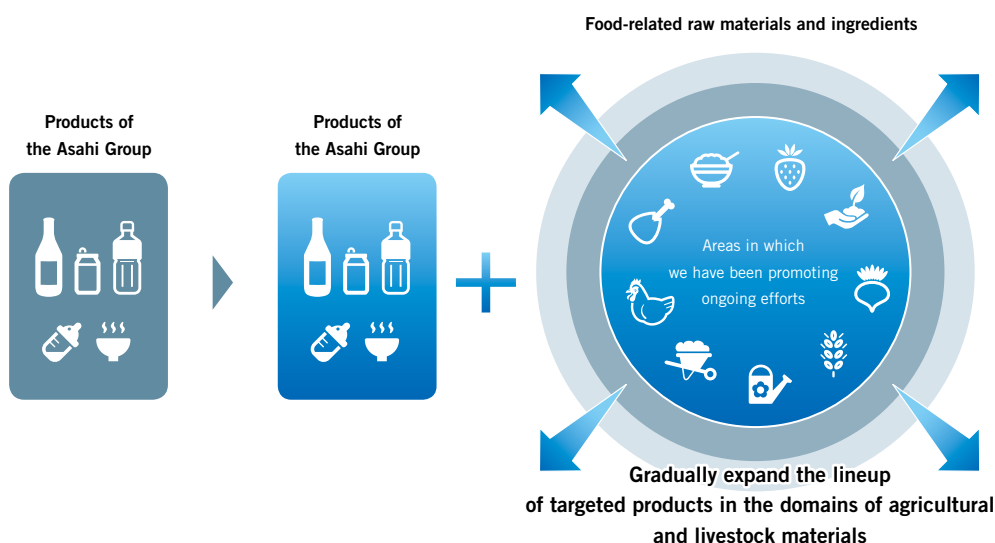 Food-related raw materials and ingredients
Products of
the Asahi Group
Products of
the Asahi Group
Areas in which
we have been promoting
ongoing efforts
Gradually expand the lineup
of targeted products in the domains of agricultural
and livestock materials